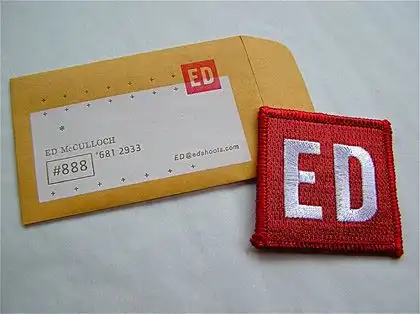 ED
ED McCULLOCH
#888 *681 2933
ED@edshoots.com
ED